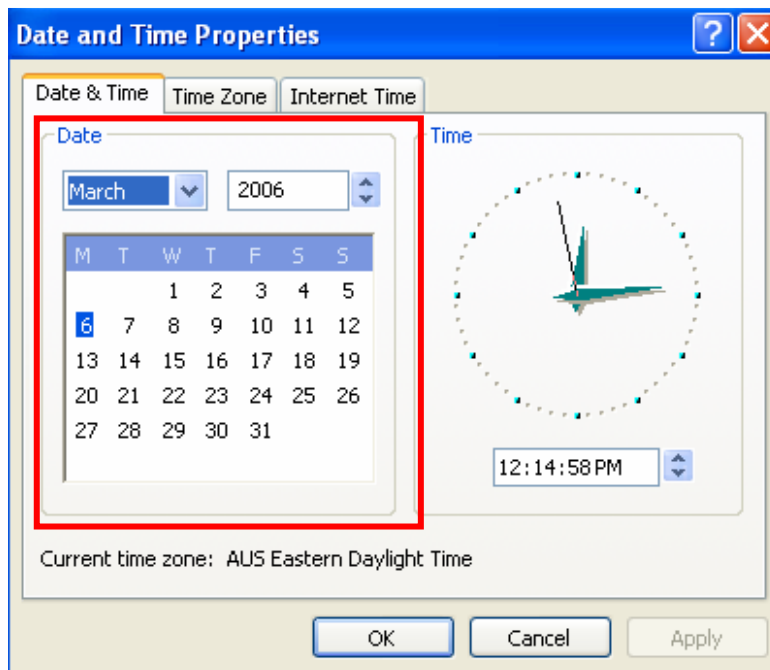 Date and Time Properties
Date & Time Time Zone Internet Time
Date
March 2006
M T W T F S S
1 2 3 4 5
6 7 8 9 10 11 12
13 14 15 16 17 18 19
20 21 22 23 24 25 26
27 28 29 30 31
Time
12:14:58 PM
Current time zone: AUS Eastern Daylight Time
OK Cancel Apply